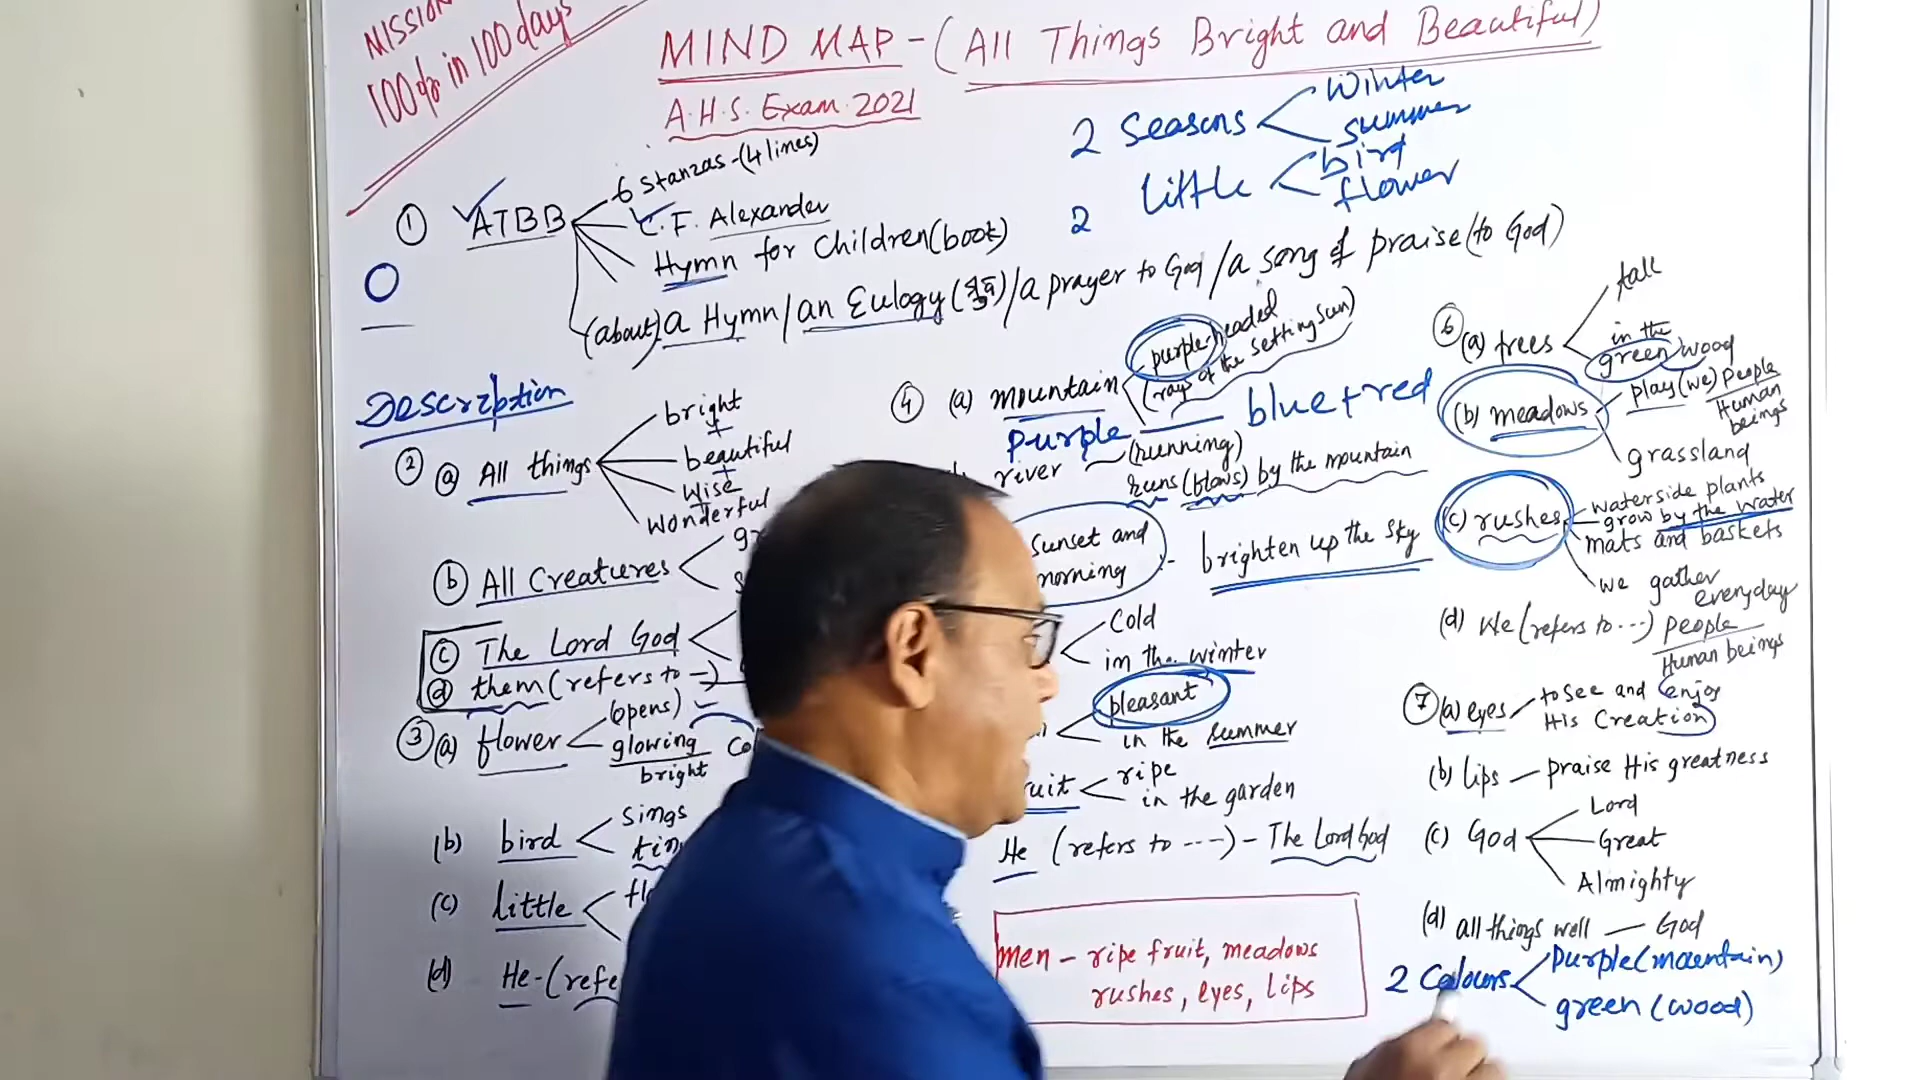 MISSION
100% in 100 days
MIND MAP - (All Things Bright and Beautiful)
A.H.S. Exam. 2021
2 Seasons
Winter
Summer
2 little
bird
flower
① ATBB
6 stanzas - (4 lines)
C.F. Alexander
Hymn for Children (book)
(about) a Hymn / an Eulogy ( ) / a prayer to God / a song of praise (to God)
Description
② ⓐ All things
bright
+
beautiful
+
wise
+
wonderful
ⓑ All Creatures
ⓒ The Lord God
ⓓ them (refers to -)
③ (a) flower
(opens)
glowing
bright
(b) bird
sings
(c) little
(d) He - (refe
④ (a) mountain
purple-headed
(rays of the setting sun)
purple — blue + red
river
(running)
runs (flows) by the mountain
sunset and
morning
- brighten up the sky
Cold
in the winter
pleasant
in the summer
ripe
in the garden
He (refers to ----) - The Lord God
men - ripe fruit, meadows
rushes, eyes, lips
⑥ (a) trees
tall
in the
green wood
(b) meadows
play (we) people
Human
beings
grassland
(c) rushes
waterside plants
grow by the water
mats and baskets
we gather
everyday
(d) We (refers to ---) people
Human beings
⑦ (a) eyes
to see and enjoy
His Creation
(b) lips — praise His greatness
(c) God
Lord
Great
Almighty
(d) all things well — God
2 Colours
purple (mountain)
green (wood)